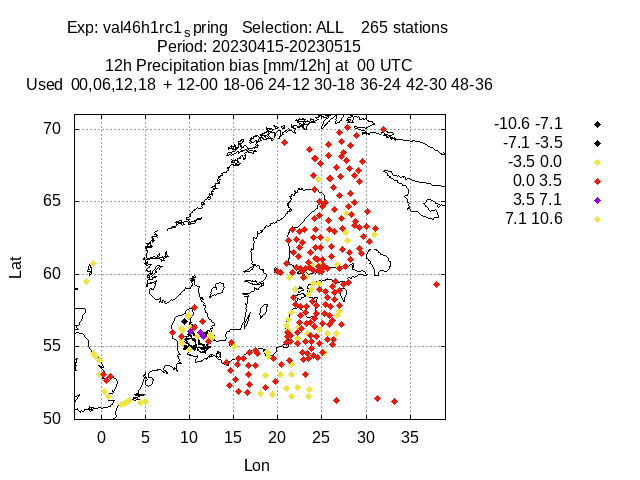 Exp: val46h1rc1spring   Selection: ALL    265 stations
Period: 20230415-20230515
12h Precipitation bias [mm/12h] at  00 UTC
Used  00,06,12,18  + 12-00 18-06 24-12 30-18 36-24 42-30 48-36
-10.6 -7.1
-7.1 -3.5
-3.5 0.0
0.0 3.5
3.5 7.1
7.1 10.6
70
65
60
55
50
Lat
0 5 10 15 20 25 30 35
Lon